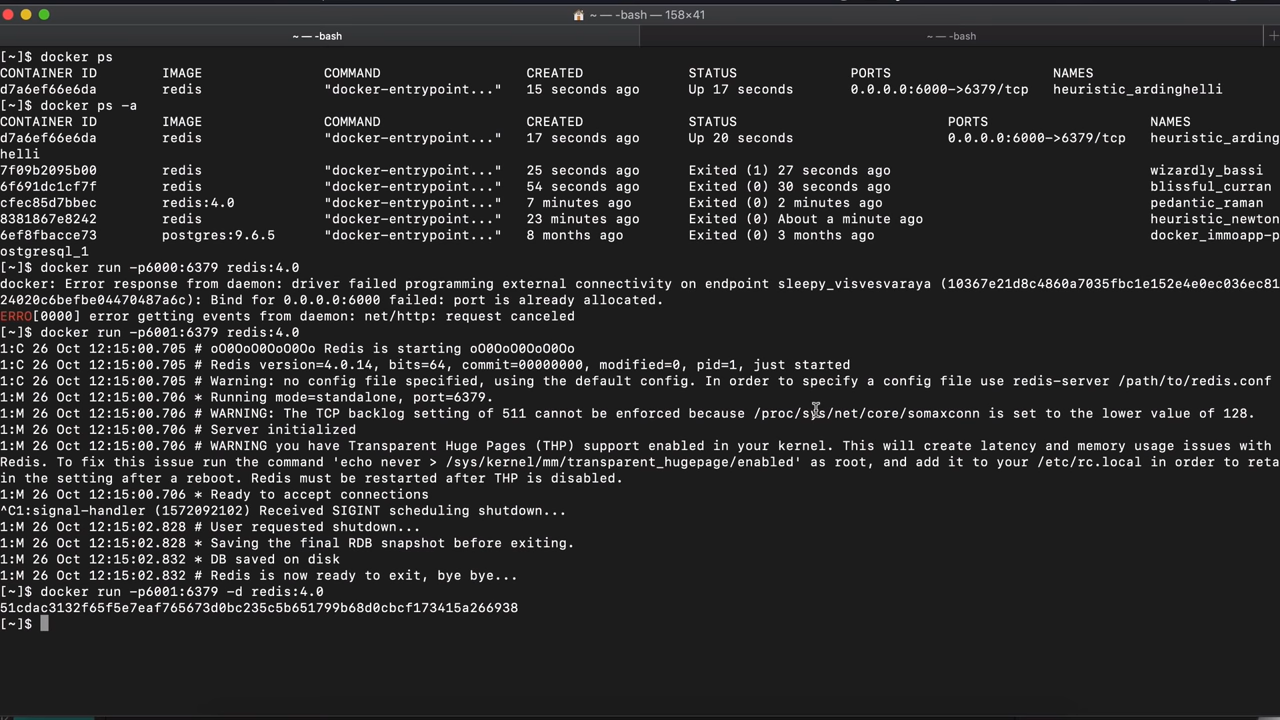 ~ — -bash — 158×41
~ — -bash
~ — -bash
[~]$ docker ps
CONTAINER ID IMAGE COMMAND CREATED STATUS PORTS NAMES
d7a6ef66e6da redis "docker-entrypoint..." 15 seconds ago Up 17 seconds 0.0.0.0:6000->6379/tcp heuristic_ardinghelli
[~]$ docker ps -a
CONTAINER ID IMAGE COMMAND CREATED STATUS PORTS NAMES
d7a6ef66e6da redis "docker-entrypoint..." 17 seconds ago Up 20 seconds 0.0.0.0:6000->6379/tcp heuristic_arding
helli
7f09b2095b00 redis "docker-entrypoint..." 25 seconds ago Exited (1) 27 seconds ago wizardly_bassi
6f691dc1cf7f redis "docker-entrypoint..." 54 seconds ago Exited (0) 30 seconds ago blissful_curran
cfec85d7bbec redis:4.0 "docker-entrypoint..." 7 minutes ago Exited (0) 2 minutes ago pedantic_raman
8381867e8242 redis "docker-entrypoint..." 23 minutes ago Exited (0) About a minute ago heuristic_newton
6ef8fbacce73 postgres:9.6.5 "docker-entrypoint..." 8 months ago Exited (0) 3 months ago docker_immoapp-p
ostgresql_1
[~]$ docker run -p6000:6379 redis:4.0
docker: Error response from daemon: driver failed programming external connectivity on endpoint sleepy_visvesvaraya (10367e21d8c4860a7035fbc1e152e4e0ec036ec81
24020c6befbe04470487a6c): Bind for 0.0.0.0:6000 failed: port is already allocated.
ERRO[0000] error getting events from daemon: net/http: request canceled
[~]$ docker run -p6001:6379 redis:4.0
1:C 26 Oct 12:15:00.705 # oO0OoO0OoO0Oo Redis is starting oO0OoO0OoO0Oo
1:C 26 Oct 12:15:00.705 # Redis version=4.0.14, bits=64, commit=00000000, modified=0, pid=1, just started
1:C 26 Oct 12:15:00.705 # Warning: no config file specified, using the default config. In order to specify a config file use redis-server /path/to/redis.conf
1:M 26 Oct 12:15:00.706 * Running mode=standalone, port=6379.
1:M 26 Oct 12:15:00.706 # WARNING: The TCP backlog setting of 511 cannot be enforced because /proc/sys/net/core/somaxconn is set to the lower value of 128.
1:M 26 Oct 12:15:00.706 # Server initialized
1:M 26 Oct 12:15:00.706 # WARNING you have Transparent Huge Pages (THP) support enabled in your kernel. This will create latency and memory usage issues with
Redis. To fix this issue run the command 'echo never > /sys/kernel/mm/transparent_hugepage/enabled' as root, and add it to your /etc/rc.local in order to reta
in the setting after a reboot. Redis must be restarted after THP is disabled.
1:M 26 Oct 12:15:00.706 * Ready to accept connections
^C1:signal-handler (1572092102) Received SIGINT scheduling shutdown...
1:M 26 Oct 12:15:02.828 # User requested shutdown...
1:M 26 Oct 12:15:02.828 * Saving the final RDB snapshot before exiting.
1:M 26 Oct 12:15:02.832 * DB saved on disk
1:M 26 Oct 12:15:02.832 # Redis is now ready to exit, bye bye...
[~]$ docker run -p6001:6379 -d redis:4.0
51cdac3132f65f5e7eaf765673d0bc235c5b651799b68d0cbcf173415a266938
[~]$